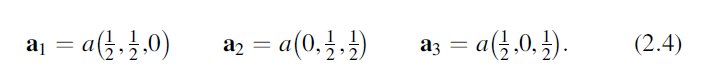 a₁ = a(½,½,0) a₂ = a(0,½,½) a₃ = a(½,0,½). (2.4)